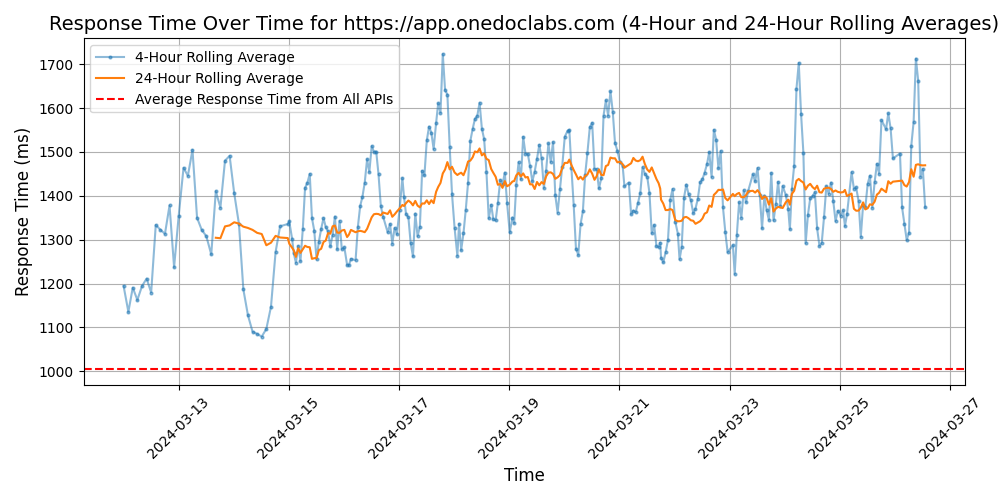 Response Time Over Time for https://app.onedoclabs.com (4-Hour and 24-Hour Rolling Averages)
4-Hour Rolling Average
24-Hour Rolling Average
Average Response Time from All APIs
Response Time (ms)
1700
1600
1500
1400
1300
1200
1100
1000
2024-03-13
2024-03-15
2024-03-17
2024-03-19
2024-03-21
2024-03-23
2024-03-25
2024-03-27
Time